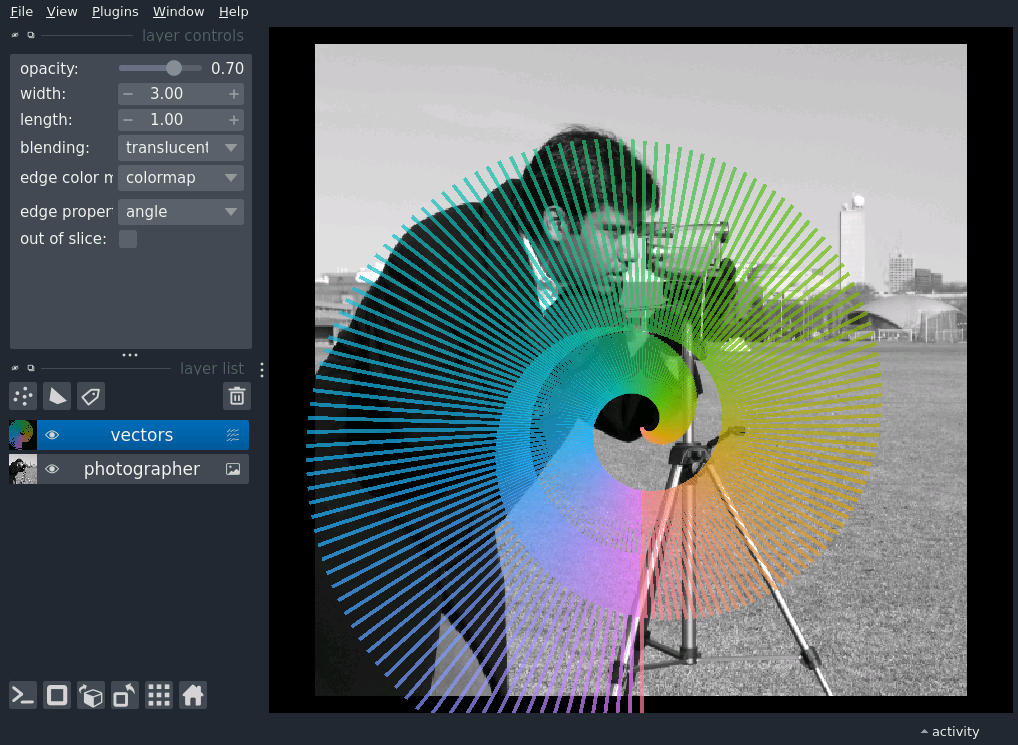 File View Plugins Window Help
layer controls
opacity: 0.70
width: − 3.00 +
length: − 1.00 +
blending: translucent
edge color m colormap
edge proper angle
out of slice:
layer list
vectors
photographer
activity